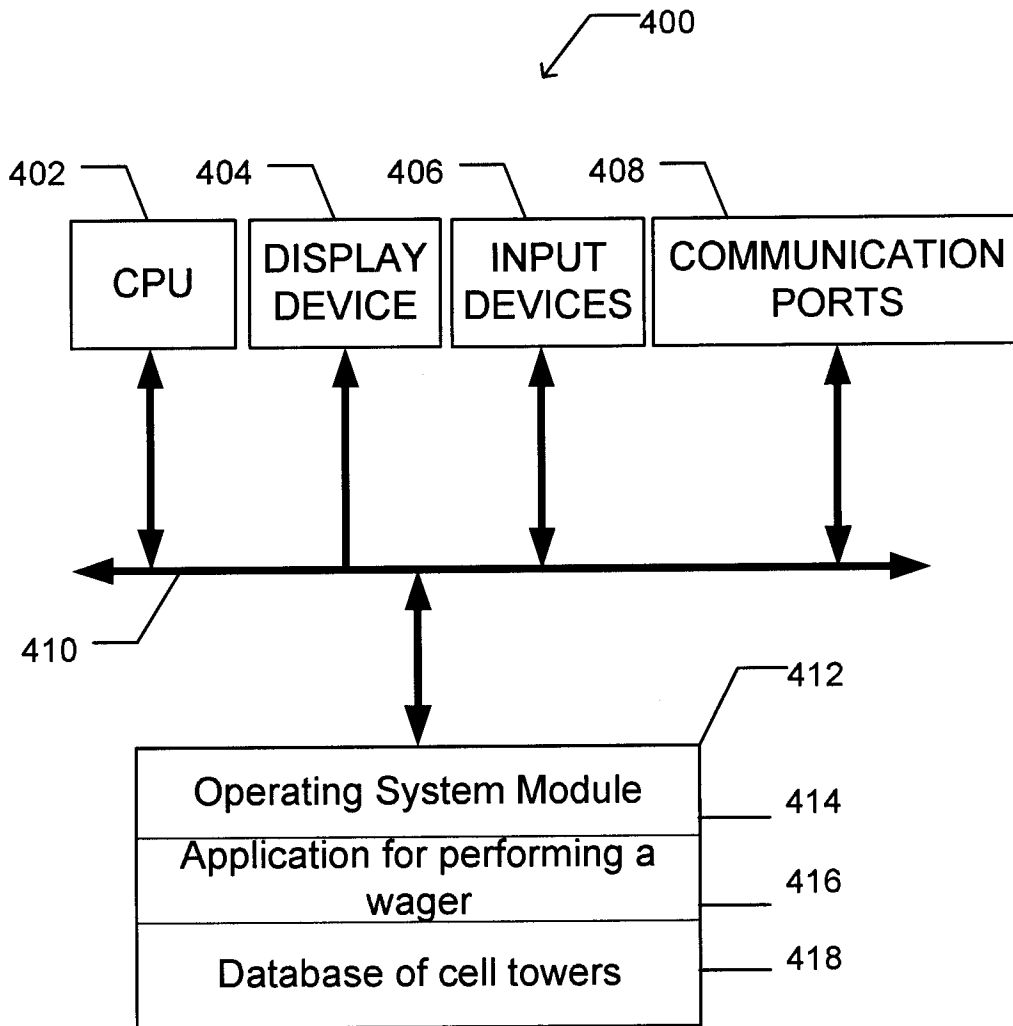 400
402
404
406
408
CPU
DISPLAY
DEVICE
INPUT
DEVICES
COMMUNICATION
PORTS
410
412
Operating System Module
414
Application for performing a
wager
416
Database of cell towers
418